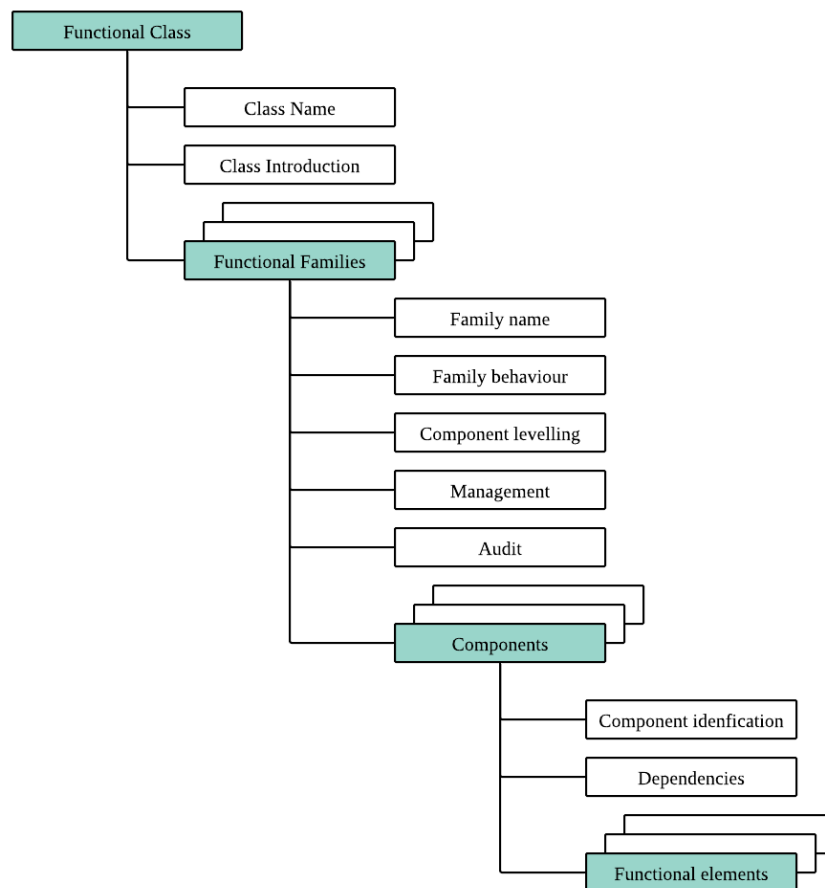 Functional Class
Class Name
Class Introduction
Functional Families
Family name
Family behaviour
Component levelling
Management
Audit
Components
Component idenfication
Dependencies
Functional elements